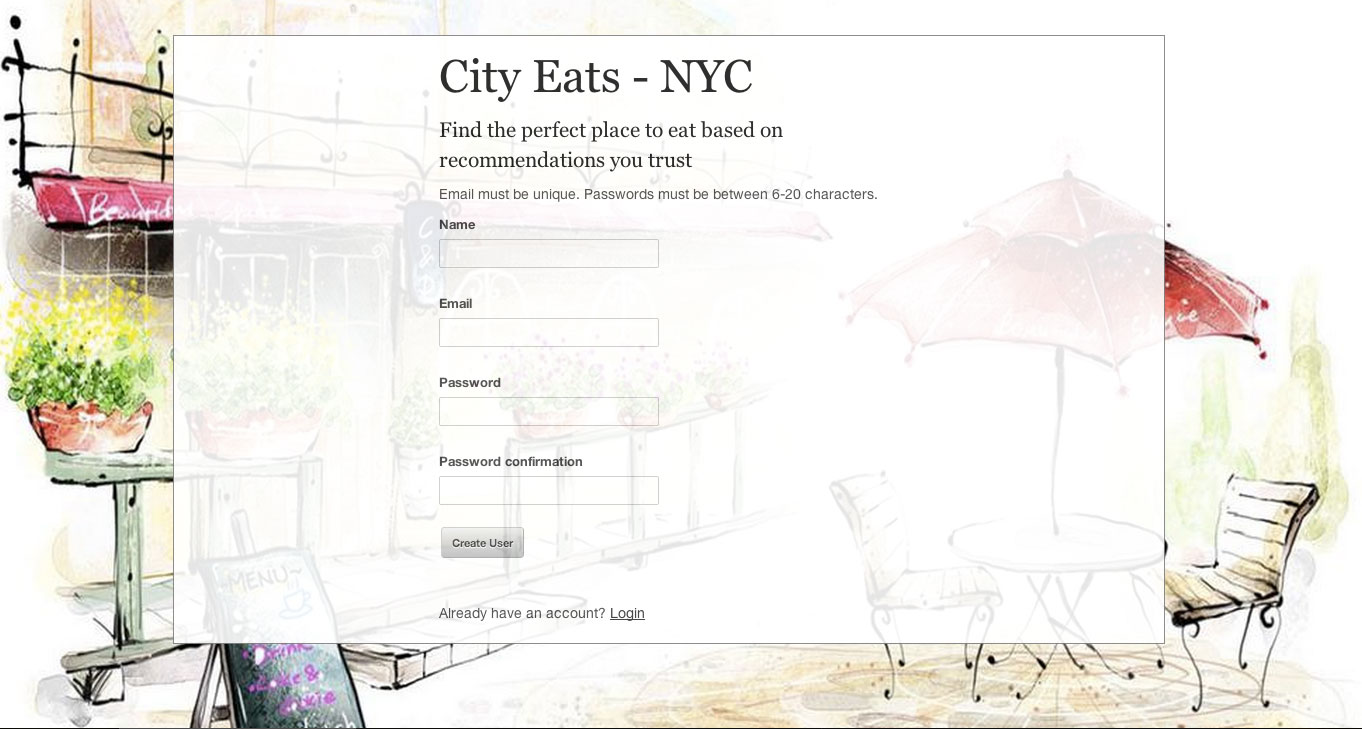 City Eats - NYC
Find the perfect place to eat based on
recommendations you trust
Email must be unique. Passwords must be between 6-20 characters.
Name
Email
Password
Password confirmation
Create User
Already have an account? Login
~MENU~
Drink
Cake &
Cookie